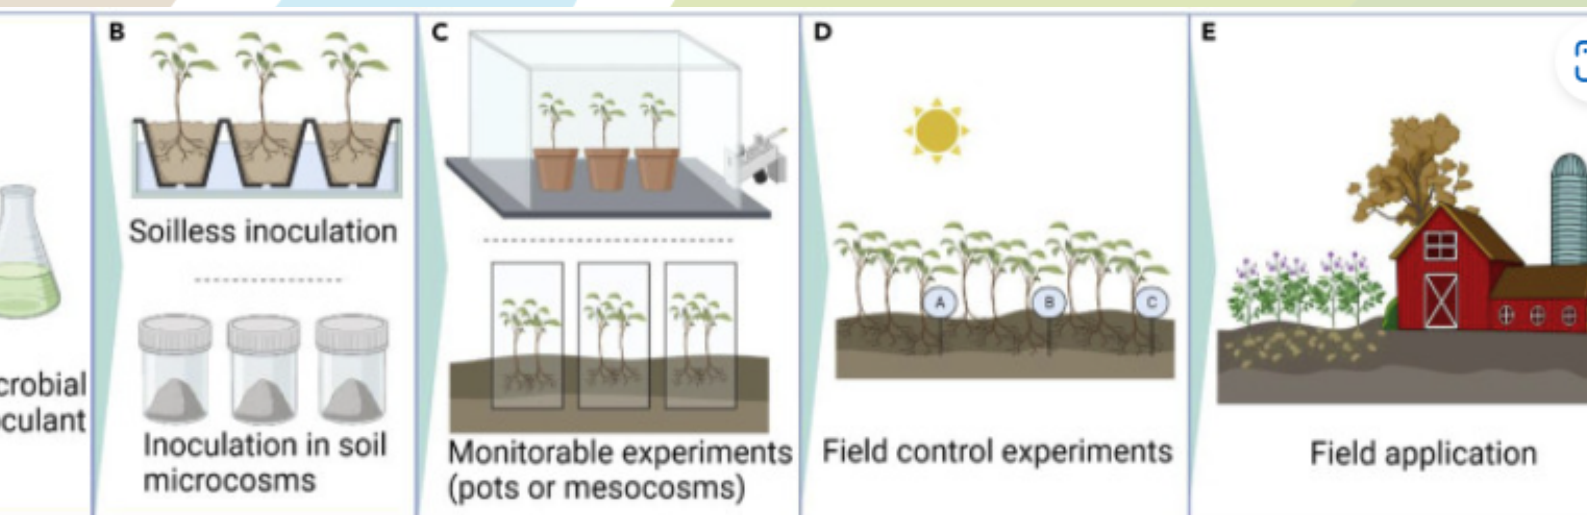 B
Soilless inoculation
Inoculation in soil
microcosms
C
Monitorable experiments
(pots or mesocosms)
D
A
B
C
Field control experiments
E
Field application
crobial
culant